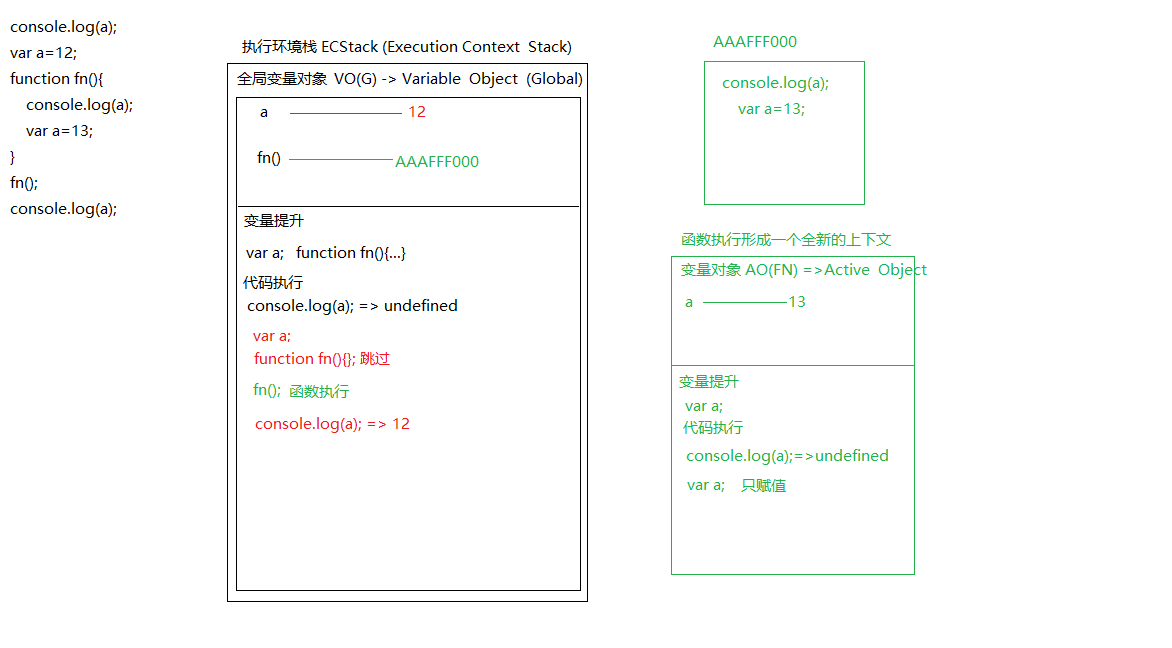 console.log(a);
var a=12;
function fn(){
console.log(a);
var a=13;
}
fn();
console.log(a);
执行环境栈 ECStack (Execution Context Stack)
全局变量对象 VO(G) -> Variable Object (Global)
a 12
fn() AAAFFF000
变量提升
var a; function fn(){...}
代码执行
console.log(a); => undefined
var a;
function fn(){}; 跳过
fn(); 函数执行
console.log(a); => 12
AAAFFF000
console.log(a);
var a=13;
函数执行形成一个全新的上下文
变量对象 AO(FN) =>Active Object
a 13
变量提升
var a;
代码执行
console.log(a);=>undefined
var a; 只赋值